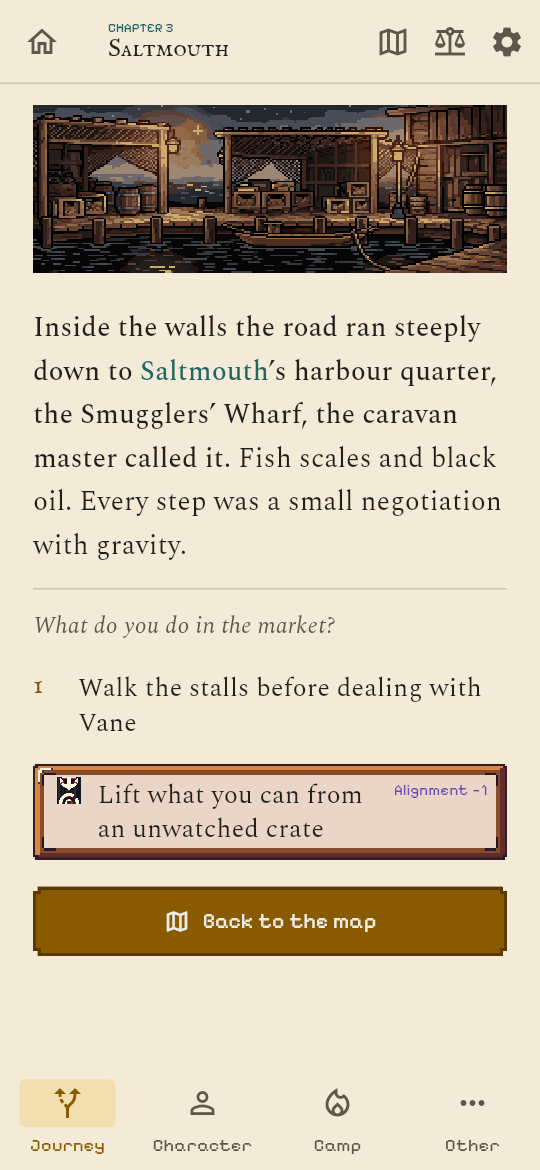 CHAPTER 3
Saltmouth
Inside the walls the road ran steeply
down to Saltmouth’s harbour quarter,
the Smugglers’ Wharf, the caravan
master called it. Fish scales and black
oil. Every step was a small negotiation
with gravity.
What do you do in the market?
I Walk the stalls before dealing with
Vane
Lift what you can from
an unwatched crate
Alignment -1
Back to the map
Journey
Character
Camp
Other